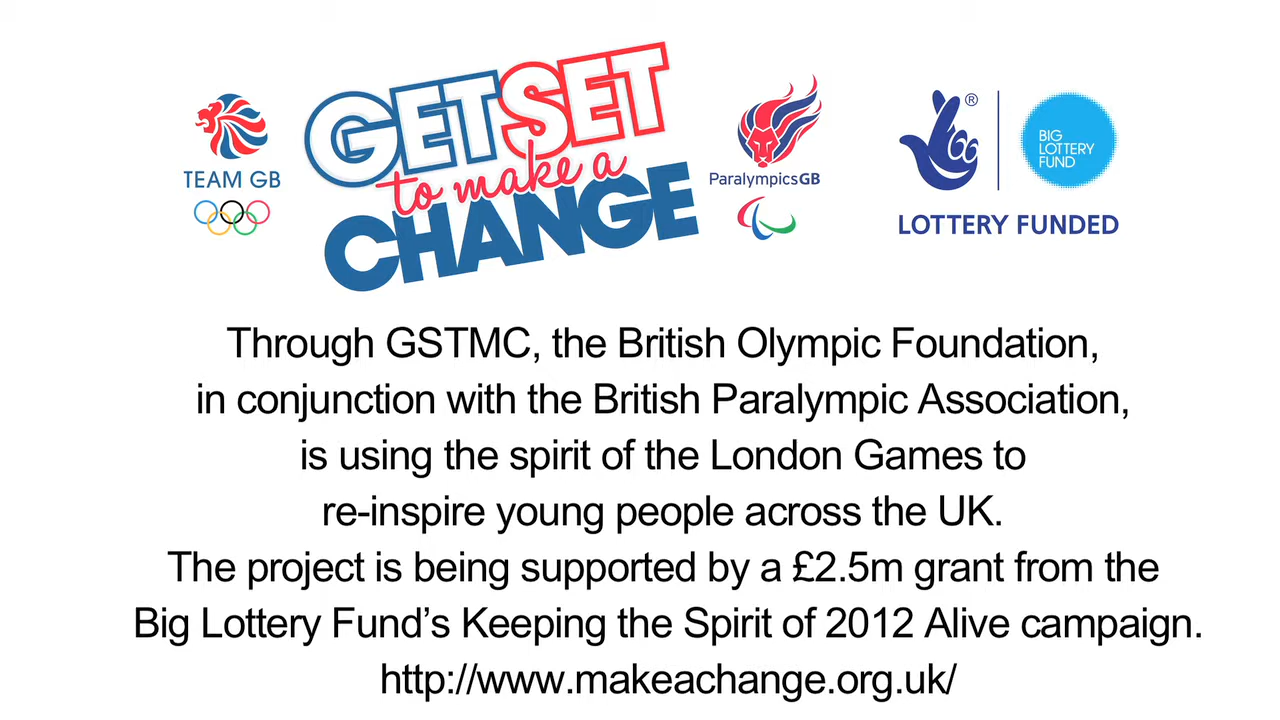 GET SET
to make a
CHANGE
TEAM GB
ParalympicsGB
®
BIG
LOTTERY
FUND
LOTTERY FUNDED
Through GSTMC, the British Olympic Foundation,
in conjunction with the British Paralympic Association,
is using the spirit of the London Games to
re-inspire young people across the UK.
The project is being supported by a £2.5m grant from the
Big Lottery Fund’s Keeping the Spirit of 2012 Alive campaign.
http://www.makeachange.org.uk/